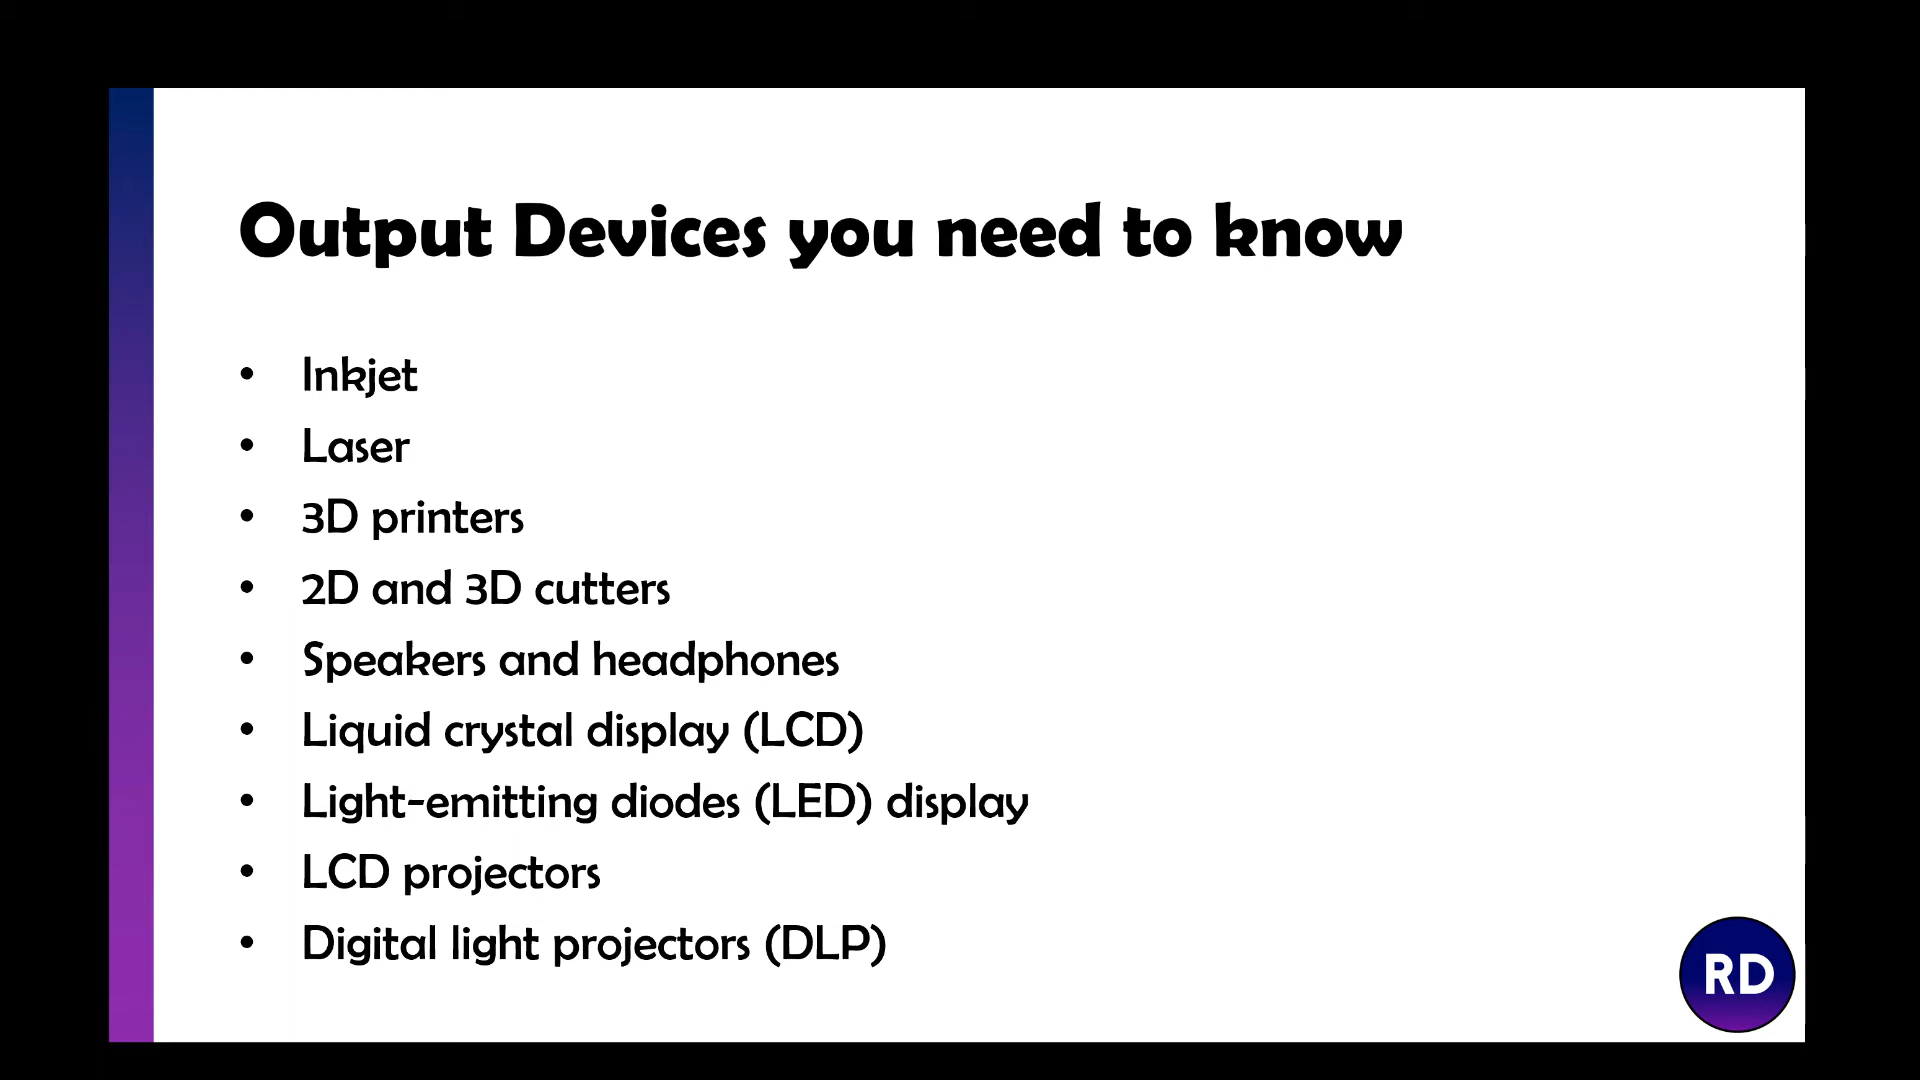 Output Devices you need to know
• Inkjet
• Laser
• 3D printers
• 2D and 3D cutters
• Speakers and headphones
• Liquid crystal display (LCD)
• Light-emitting diodes (LED) display
• LCD projectors
• Digital light projectors (DLP)
RD